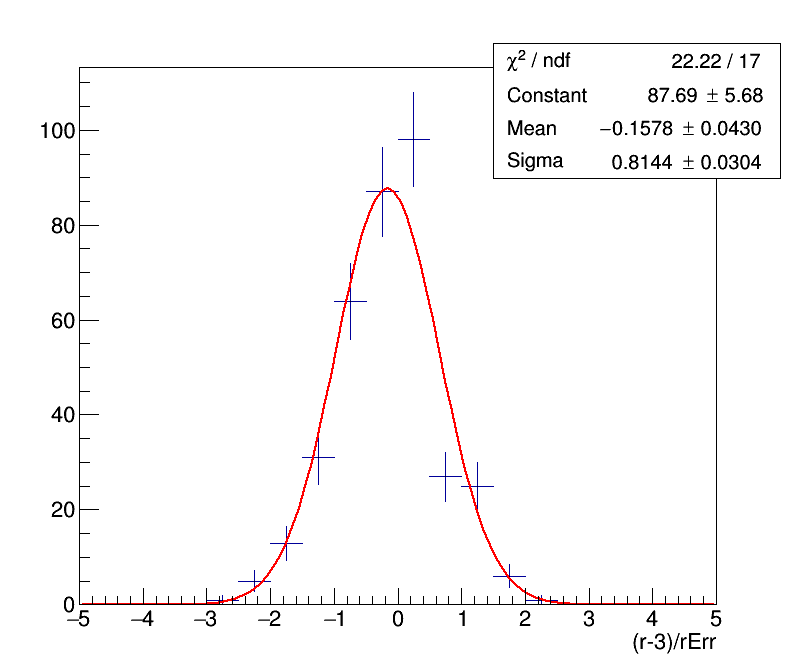 χ² / ndf 22.22 / 17
Constant 87.69 ± 5.68
Mean −0.1578 ± 0.0430
Sigma 0.8144 ± 0.0304
100
80
60
40
20
0
−5 −4 −3 −2 −1 0 1 2 3 4 5
(r-3)/rErr